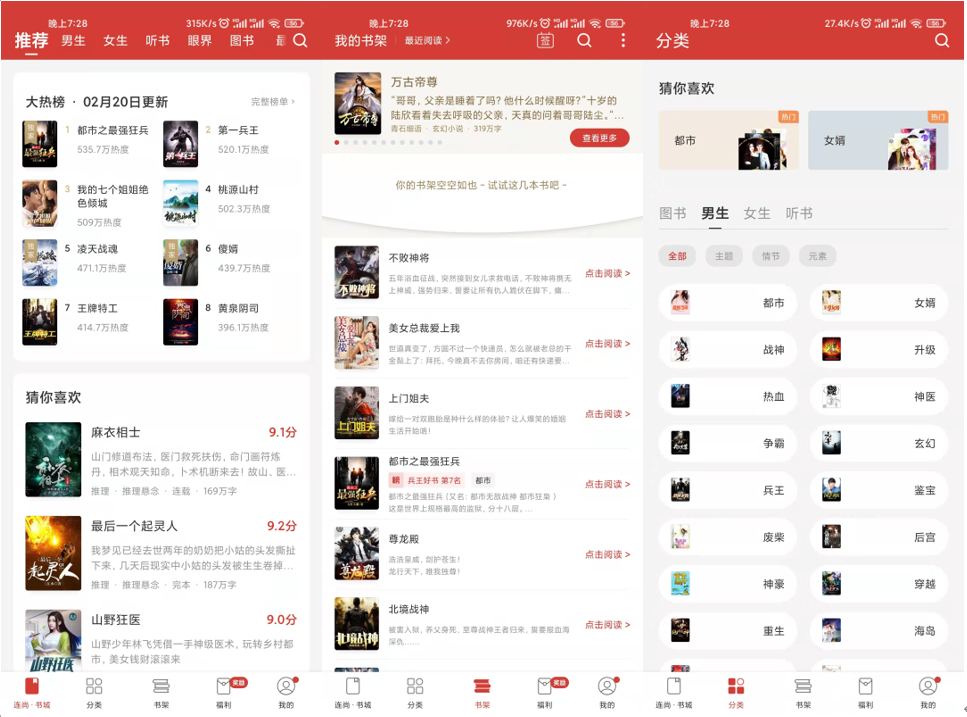 晚上7:28
315K/s
推荐 男生 女生 听书 眼界 图书
大热榜 · 02月20日更新
完整榜单 ›
1 都市之最强狂兵
535.7万热度
2 第一兵王
520.1万热度
3 我的七个姐姐绝
色倾城
509万热度
4 桃源山村
502.3万热度
5 凌天战魂
471.1万热度
6 傻婿
439.7万热度
7 王牌特工
414.7万热度
8 黄泉阴司
396.1万热度
猜你喜欢
麻衣相士
9.1分
山门修道布法，医门救死扶伤，命门画符炼
丹，相术观天知命，卜术机断来去！故山、医...
推理 · 推理悬念 · 连载 · 169万字
最后一个起灵人
9.2分
我梦见已经去世两年的奶奶把小姑的头发撕扯
下来，几天后现实中小姑的头发被生生卷掉...
推理 · 推理悬念 · 完本 · 187万字
山野狂医
9.0分
山野少年林飞凭借一手神级医术，玩转乡村都
市，美女钱财滚滚来
连尚·书城
分类
书架
福利
奖励
我的
晚上7:28
976K/s
我的书架
最近阅读 ›
签
万古帝尊
“哥哥，父亲是睡着了吗？他什么时候醒呀？”十岁的
陆欣看着失去呼吸的父亲，天真的问着哥哥陆尘。“...
青石细语 · 玄幻小说 · 319万字
查看更多
你的书架空空如也 - 试试这几本书吧 -
不败神将
五年浴血征战，突然接到女儿求救电话，不败神将携无
上神威，强势归来，誓要让所有仇人跪伏在脚下，痛...
点击阅读 >
美女总裁爱上我
世道真变了，方圆不过一个快递员，怎么就被老总的千
金黏上了：拜托，今晚真不去你房间，咱还有快递要...
点击阅读 >
上门姐夫
嫁给一对双胞胎是种什么样的体验？让人爆笑的婚姻
生活开始啦！
点击阅读 >
都市之最强狂兵
兵王好书 第7名
都市
都市之最强狂兵（又名：都市无敌战神 都市狂枭）
这是世界上规格最高的监狱，分十八层，...
点击阅读 >
尊龙殿
浩浩皇威，剑护苍生！
龙行天下，唯我独尊！
点击阅读 >
北境战神
被害入狱，养父身死，至尊战神王者归来，誓要报血海
深仇......
点击阅读 >
连尚·书城
分类
书架
福利
奖励
我的
晚上7:28
27.4K/s
分类
猜你喜欢
都市
热门
女婿
热门
图书 男生 女生 听书
全部 主题 情节 元素
都市
女婿
战神
升级
热血
神医
争霸
玄幻
兵王
鉴宝
废柴
后宫
神豪
穿越
重生
海岛
连尚·书城
分类
书架
福利
我的